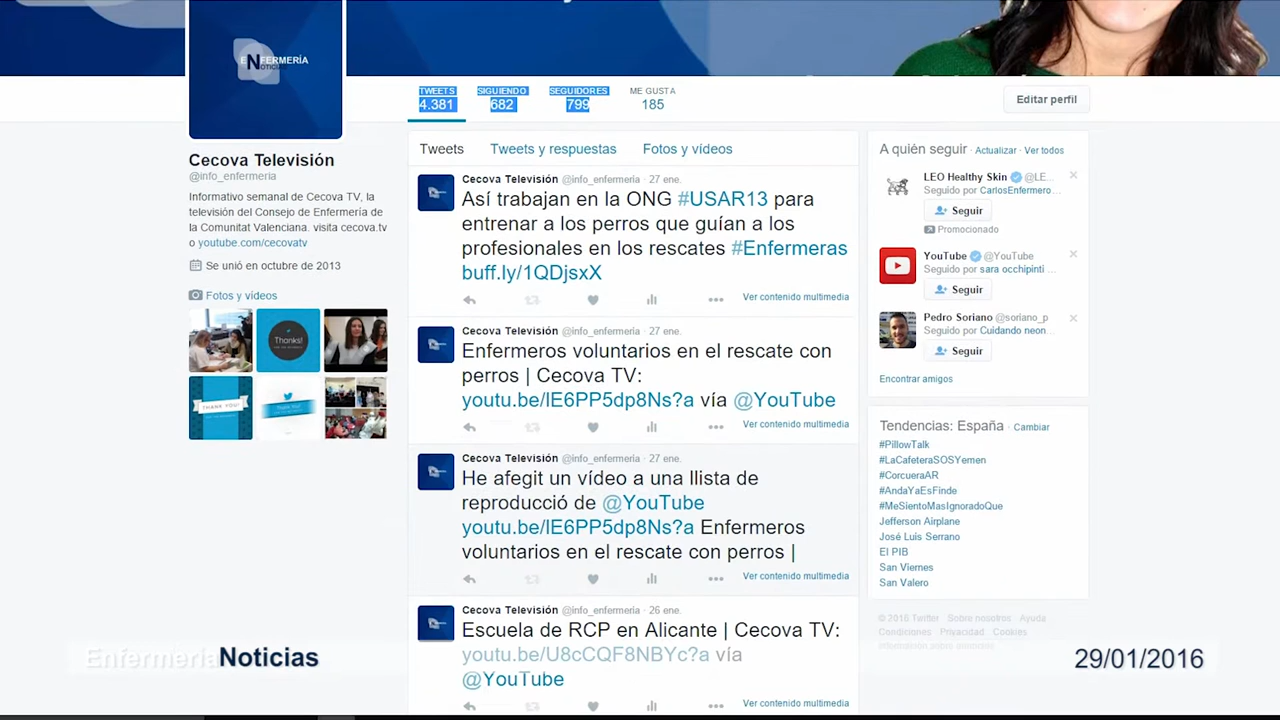 ENFERMERÍA
NOTICIAS
TWEETS
4.381
SIGUIENDO
682
SEGUIDORES
799
ME GUSTA
185
Editar perfil
Cecova Televisión
@info_enfermeria
Informativo semanal de Cecova TV, la
televisión del Consejo de Enfermería de
la Comunitat Valenciana. visita cecova.tv
o youtube.com/cecovatv
Se unió en octubre de 2013
Fotos y vídeos
Thanks!
THANK YOU!
Thank You!
Tweets Tweets y respuestas Fotos y vídeos
Cecova Televisión @info_enfermeria · 27 ene.
Así trabajan en la ONG #USAR13 para
entrenar a los perros que guían a los
profesionales en los rescates #Enfermeras
buff.ly/1QDjsxX
Ver contenido multimedia
Cecova Televisión @info_enfermeria · 27 ene.
Enfermeros voluntarios en el rescate con
perros | Cecova TV:
youtu.be/lE6PP5dp8Ns?a vía @YouTube
Ver contenido multimedia
Cecova Televisión @info_enfermeria · 27 ene.
He afegit un vídeo a una llista de
reproducció de @YouTube
youtu.be/lE6PP5dp8Ns?a Enfermeros
voluntarios en el rescate con perros |
Ver contenido multimedia
Cecova Televisión @info_enfermeria · 26 ene.
Escuela de RCP en Alicante | Cecova TV:
youtu.be/U8cCQF8NBYc?a vía
@YouTube
Ver contenido multimedia
A quién seguir · Actualizar · Ver todos
LEO Healthy Skin @LE...
Seguido por CarlosEnfermero...
Seguir
Promocionado
YouTube @YouTube
Seguido por sara occhipinti ...
Seguir
Pedro Soriano @soriano_p
Seguido por Cuidando neon...
Seguir
Encontrar amigos
Tendencias: España · Cambiar
#PillowTalk
#LaCafeteraSOSYemen
#CorcueraAR
#AndaYaEsFinde
#MeSientoMasIgnoradoQue
Jefferson Airplane
José Luis Serrano
El PIB
San Viernes
San Valero
© 2016 Twitter Sobre nosotros Ayuda
Condiciones Privacidad Cookies
EnfermeríaNoticias
29/01/2016